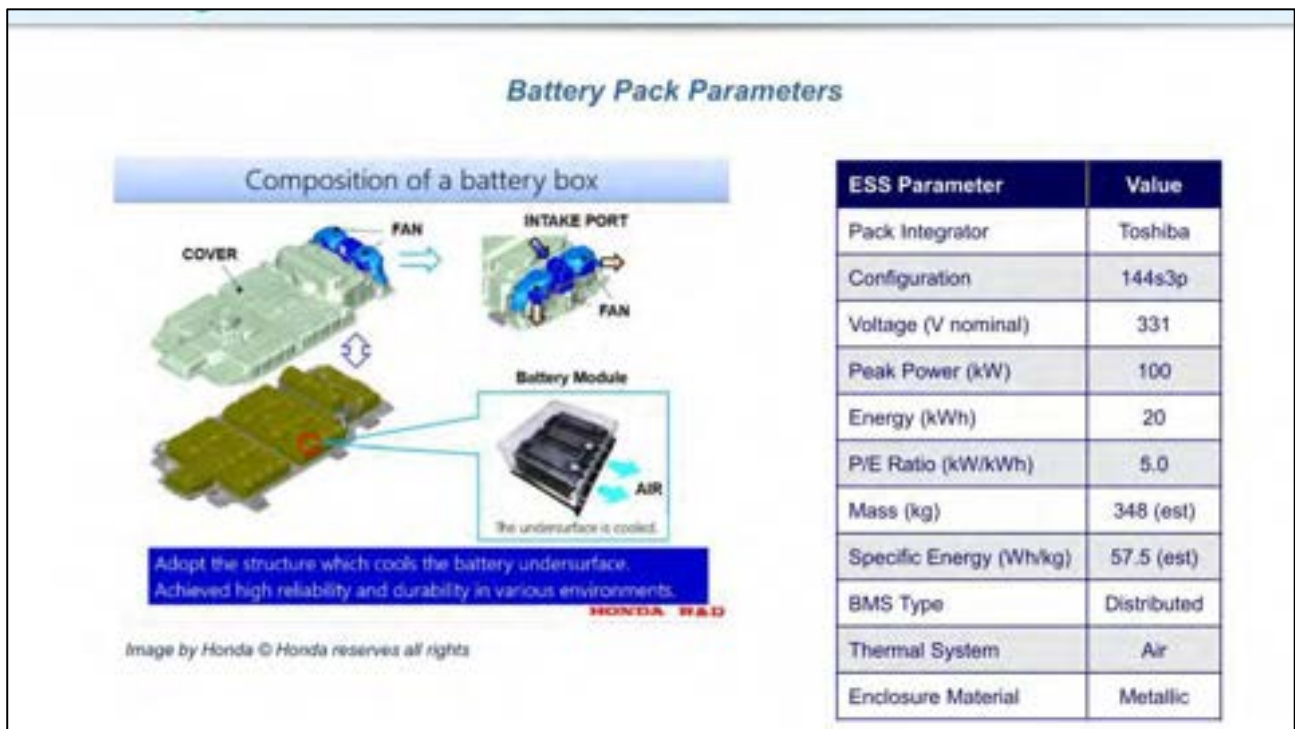 Battery Pack Parameters
Composition of a battery box
FAN
COVER
INTAKE PORT
FAN
Battery Module
AIR
The undersurface is cooled.
Adopt the structure which cools the battery undersurface.
Achieved high reliability and durability in various environments.
HONDA R&D
Image by Honda © Honda reserves all rights
ESS Parameter Value
Pack Integrator Toshiba
Configuration 144s3p
Voltage (V nominal) 331
Peak Power (kW) 100
Energy (kWh) 20
P/E Ratio (kW/kWh) 5.0
Mass (kg) 348 (est)
Specific Energy (Wh/kg) 57.5 (est)
BMS Type Distributed
Thermal System Air
Enclosure Material Metallic